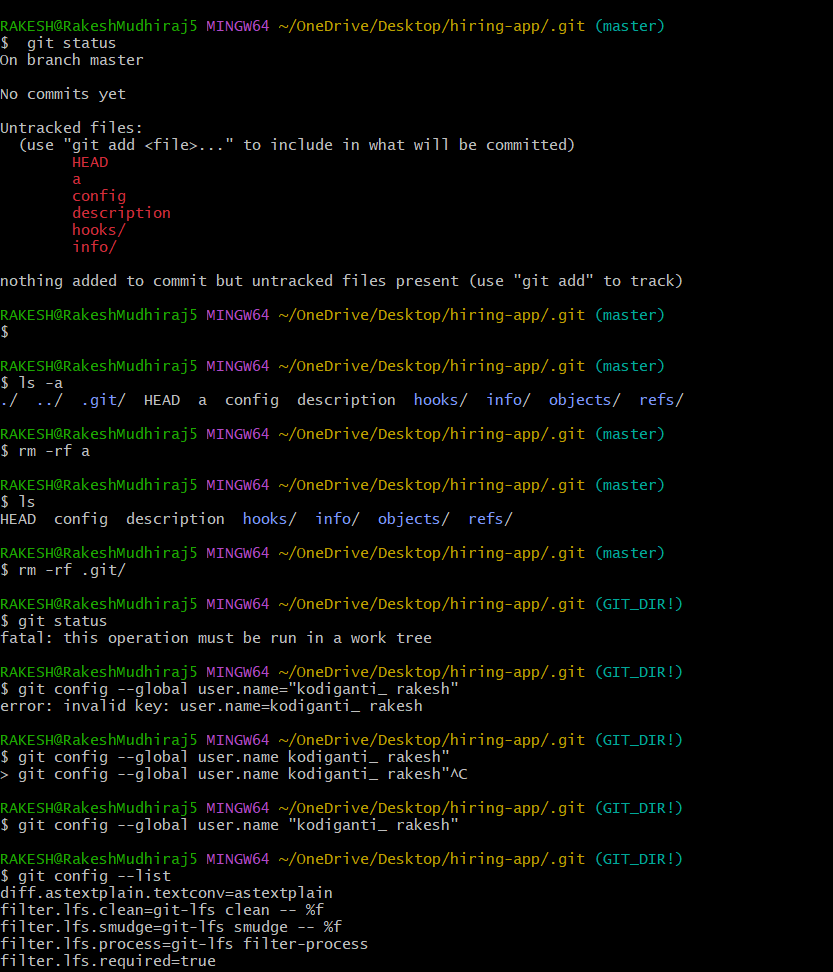 RAKESH@RakeshMudhiraj5 MINGW64 ~/OneDrive/Desktop/hiring-app/.git (master)
$  git status
On branch master
No commits yet
Untracked files:
  (use "git add <file>..." to include in what will be committed)
        HEAD
        a
        config
        description
        hooks/
        info/
nothing added to commit but untracked files present (use "git add" to track)
RAKESH@RakeshMudhiraj5 MINGW64 ~/OneDrive/Desktop/hiring-app/.git (master)
$
RAKESH@RakeshMudhiraj5 MINGW64 ~/OneDrive/Desktop/hiring-app/.git (master)
$ ls -a
./  ../  .git/  HEAD  a  config  description  hooks/  info/  objects/  refs/
RAKESH@RakeshMudhiraj5 MINGW64 ~/OneDrive/Desktop/hiring-app/.git (master)
$ rm -rf a
RAKESH@RakeshMudhiraj5 MINGW64 ~/OneDrive/Desktop/hiring-app/.git (master)
$ ls
HEAD  config  description  hooks/  info/  objects/  refs/
RAKESH@RakeshMudhiraj5 MINGW64 ~/OneDrive/Desktop/hiring-app/.git (master)
$ rm -rf .git/
RAKESH@RakeshMudhiraj5 MINGW64 ~/OneDrive/Desktop/hiring-app/.git (GIT_DIR!)
$ git status
fatal: this operation must be run in a work tree
RAKESH@RakeshMudhiraj5 MINGW64 ~/OneDrive/Desktop/hiring-app/.git (GIT_DIR!)
$ git config --global user.name="kodiganti_ rakesh"
error: invalid key: user.name=kodiganti_ rakesh
RAKESH@RakeshMudhiraj5 MINGW64 ~/OneDrive/Desktop/hiring-app/.git (GIT_DIR!)
$ git config --global user.name kodiganti_ rakesh"
> git config --global user.name kodiganti_ rakesh"^C
RAKESH@RakeshMudhiraj5 MINGW64 ~/OneDrive/Desktop/hiring-app/.git (GIT_DIR!)
$ git config --global user.name "kodiganti_ rakesh"
RAKESH@RakeshMudhiraj5 MINGW64 ~/OneDrive/Desktop/hiring-app/.git (GIT_DIR!)
$ git config --list
diff.astextplain.textconv=astextplain
filter.lfs.clean=git-lfs clean -- %f
filter.lfs.smudge=git-lfs smudge -- %f
filter.lfs.process=git-lfs filter-process
filter.lfs.required=true